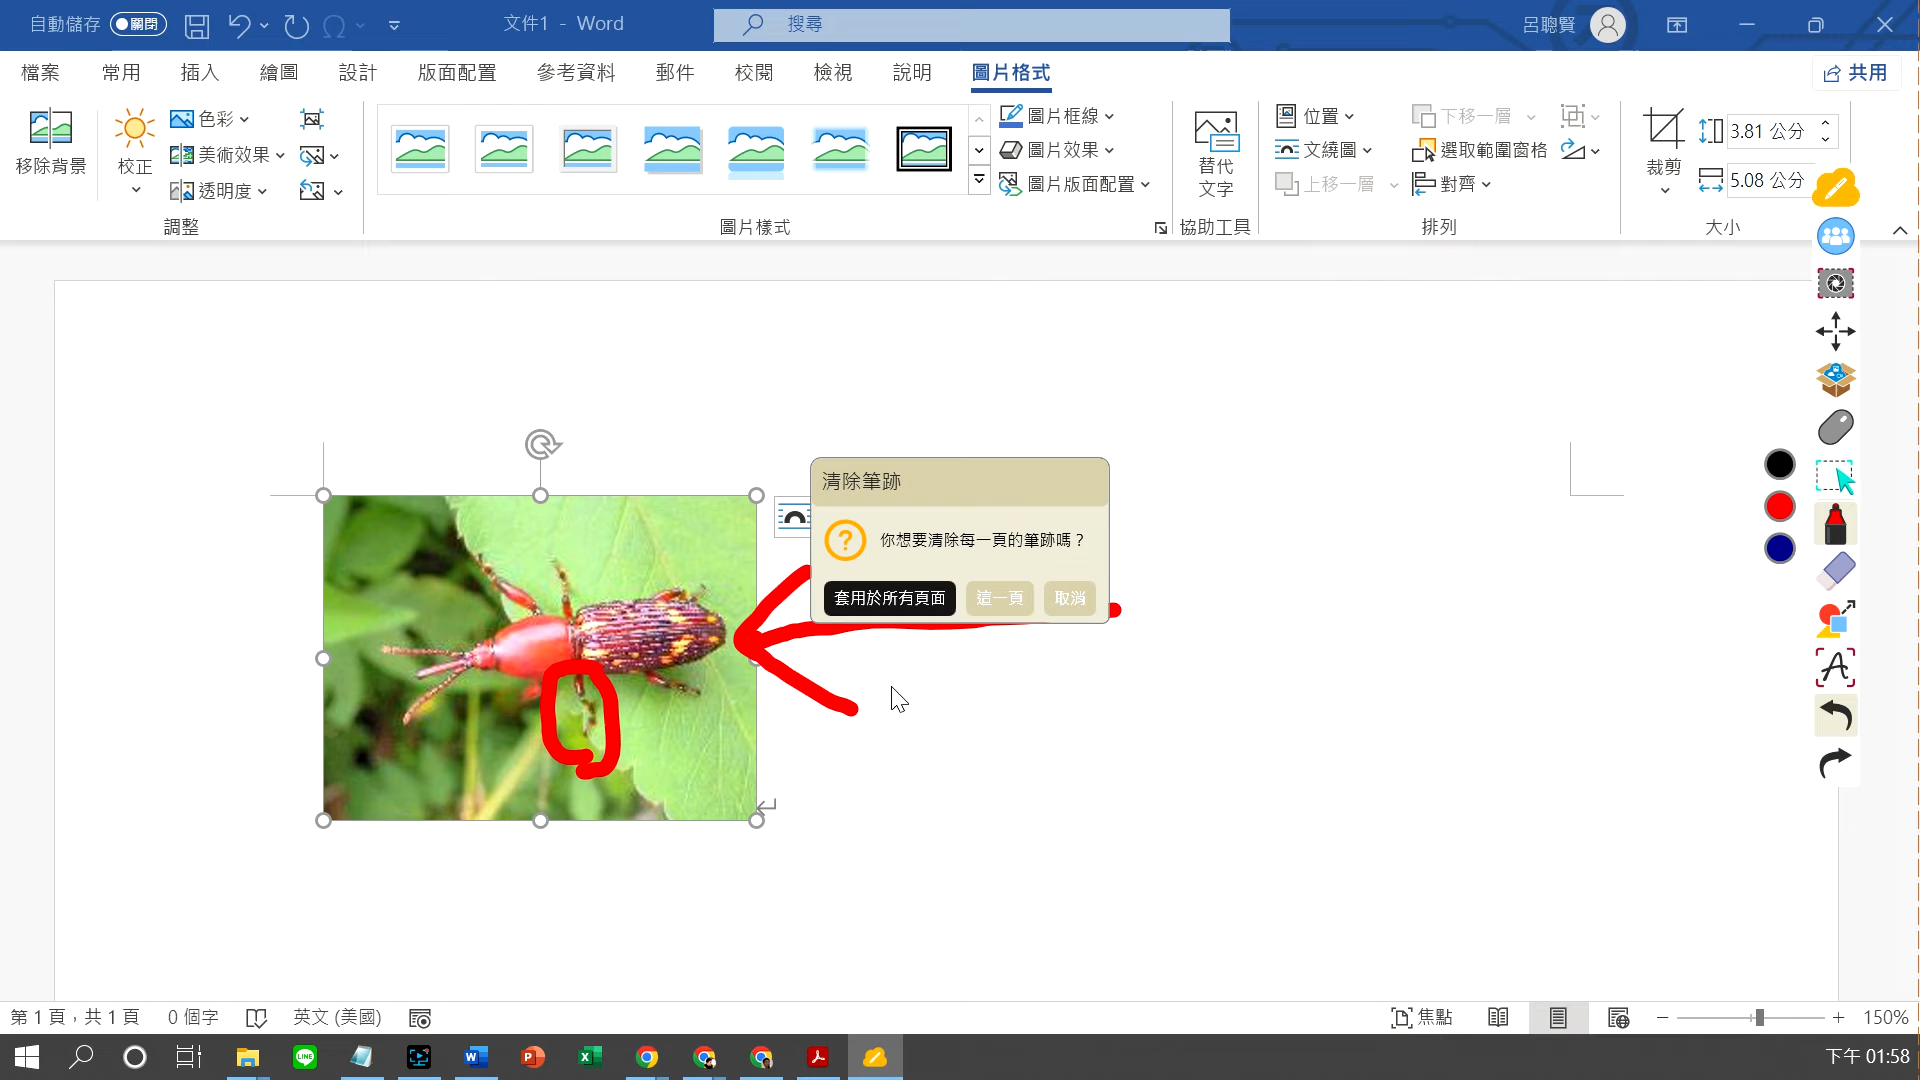 自動儲存 關閉 文件1 - Word 搜尋 呂聰賢
檔案 常用 插入 繪圖 設計 版面配置 參考資料 郵件 校閱 檢視 說明 圖片格式 共用
移除背景 校正 色彩 美術效果 透明度
調整
圖片樣式
圖片框線
圖片效果
圖片版面配置
替代
文字
協助工具
位置 下移一層
文繞圖 選取範圍窗格
上移一層 對齊
排列
裁剪 3.81 公分
5.08 公分
大小
清除筆跡
? 你想要清除每一頁的筆跡嗎？
套用於所有頁面 這一頁 取消
第 1 頁，共 1 頁 0 個字 英文 (美國) 焦點 150%
LINE 下午 01:58